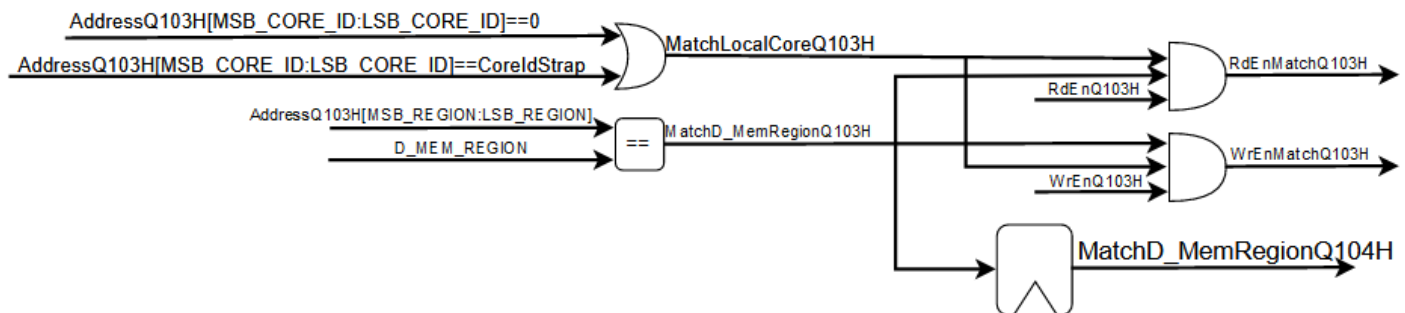 AddressQ103H[MSB_CORE_ID:LSB_CORE_ID]==0
MatchLocalCoreQ103H
AddressQ103H[MSB_CORE_ID:LSB_CORE_ID]==CoreIdStrap
RdEnMatchQ103H
RdEnQ103H
AddressQ103H[MSB_REGION:LSB_REGION]
MatchD_MemRegionQ103H
==
D_MEM_REGION
WrEnMatchQ103H
WrEnQ103H
MatchD_MemRegionQ104H